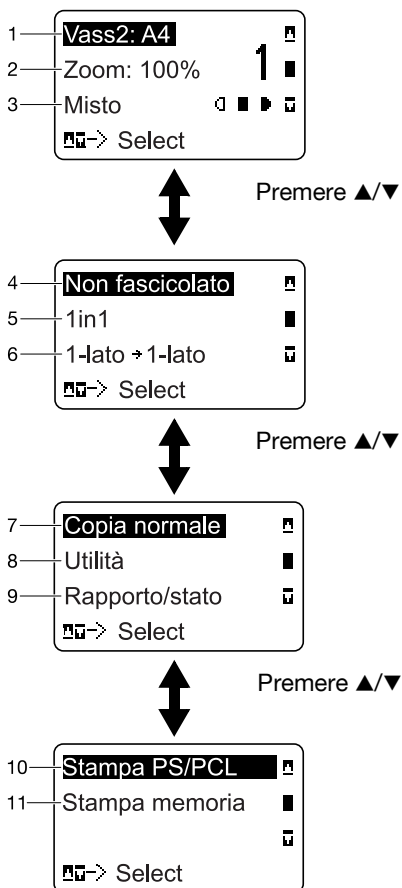 1 Vass2: A4
2 Zoom: 100% 1
3 Misto
-> Select
Premere ▲/▼
4 Non fascicolato
5 1in1
6 1-lato → 1-lato
-> Select
Premere ▲/▼
7 Copia normale
8 Utilità
9 Rapporto/stato
-> Select
Premere ▲/▼
10 Stampa PS/PCL
11 Stampa memoria
-> Select